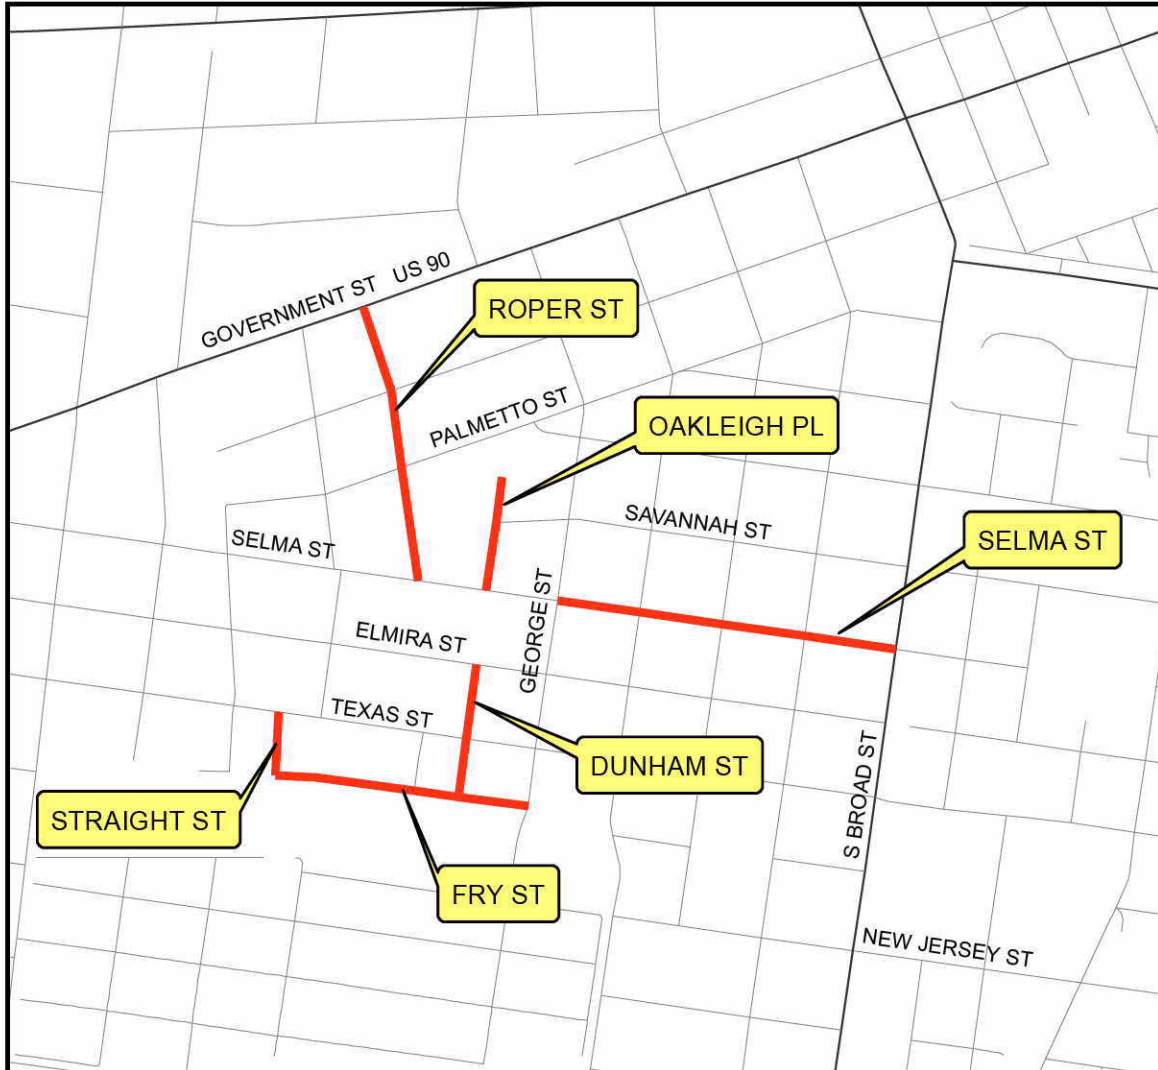 GOVERNMENT ST US 90
ROPER ST
PALMETTO ST
OAKLEIGH PL
SAVANNAH ST
SELMA ST
SELMA ST
ELMIRA ST
GEORGE ST
TEXAS ST
DUNHAM ST
S BROAD ST
STRAIGHT ST
FRY ST
NEW JERSEY ST